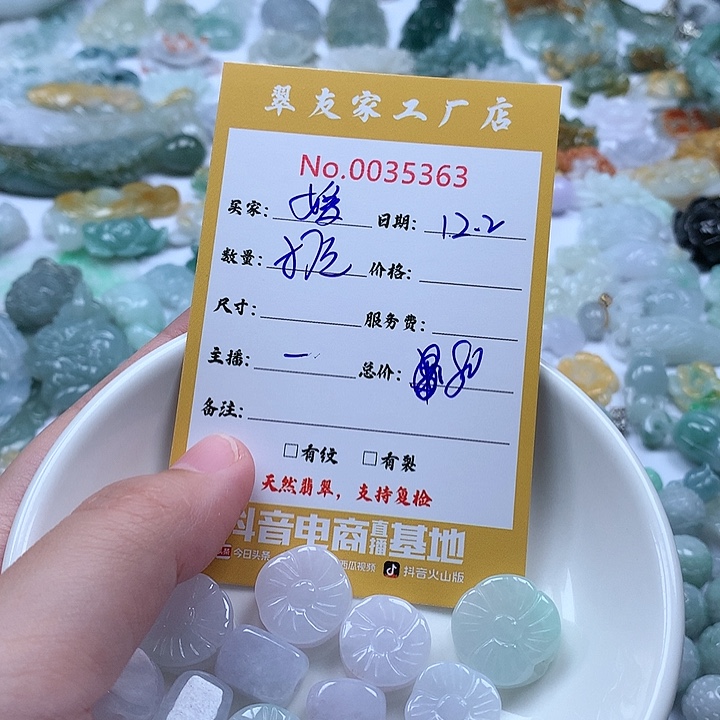 翠友家工厂店
No.0035363
买家: 媛 日期: 12.2
数量: 价格:
尺寸: 服务费:
主播: 一 总价:
备注:
□有纹 □有裂
天然翡翠，支持复检
抖音电商直播基地
今日头条 西瓜视频 抖音火山版